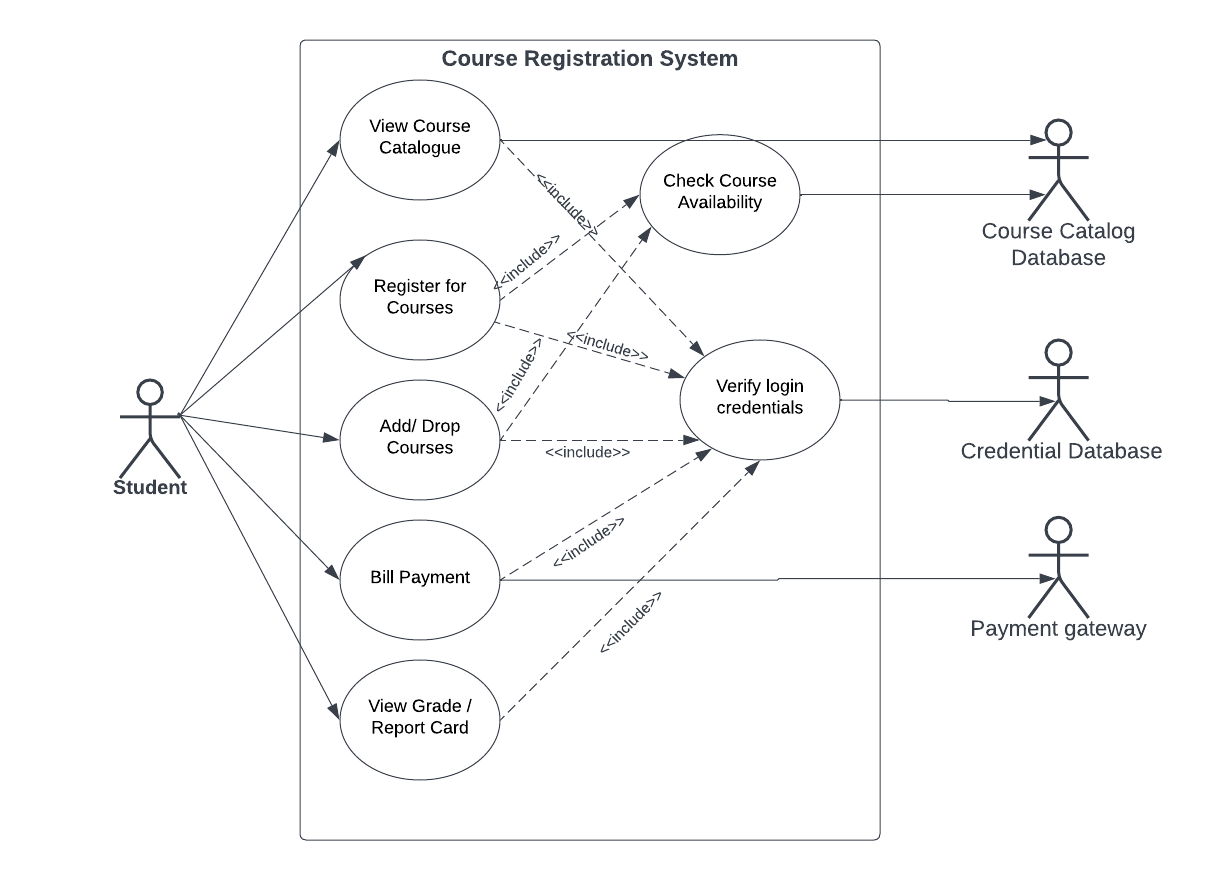 Course Registration System
View Course
Catalogue
<<include>>
Check Course
Availability
Course Catalog
Database
<<include>>
Register for
Courses
<<include>>
<<include>>
Verify login
credentials
Credential Database
Student
Add/ Drop
Courses
<<include>>
<<include>>
Bill Payment
Payment gateway
<<include>>
View Grade /
Report Card